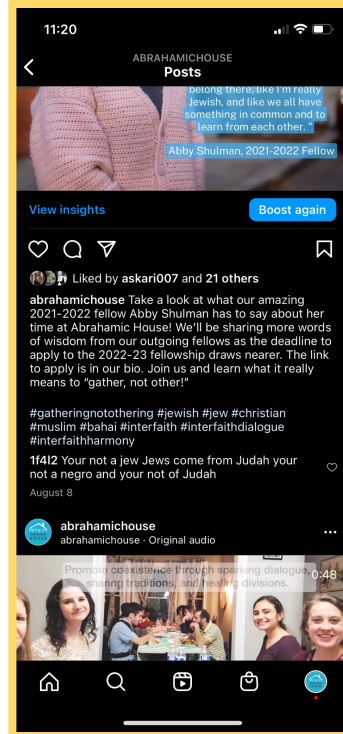 11:20
ABRAHAMICHOUSE
Posts
belong there, like I'm really
Jewish, and like we all have
something in common and to
learn from each other. "
Abby Shulman, 2021-2022 Fellow
View insights
Boost again
Liked by askari007 and 21 others
abrahamichouse Take a look at what our amazing
2021-2022 fellow Abby Shulman has to say about her
time at Abrahamic House! We'll be sharing more words
of wisdom from our outgoing fellows as the deadline to
apply to the 2022-23 fellowship draws nearer. The link
to apply is in our bio. Join us and learn what it really
means to “gather, not other!”
#gatheringnotothering #jewish #jew #christian
#muslim #bahai #interfaith #interfaithdialogue
#interfaithharmony
1f4l2 Your not a jew Jews come from Judah your
not a negro and your not of Judah
August 8
abrahamichouse
abrahamichouse · Original audio
Promote coexistence through sparking dialogue,
sharing traditions, and healing divisions.
0:48